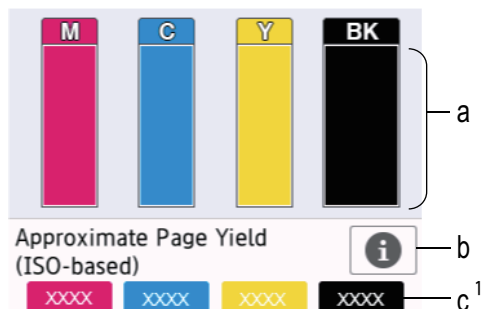 M C Y BK
a
Approximate Page Yield
(ISO-based)
i b
XXXX XXXX XXXX XXXX c 1